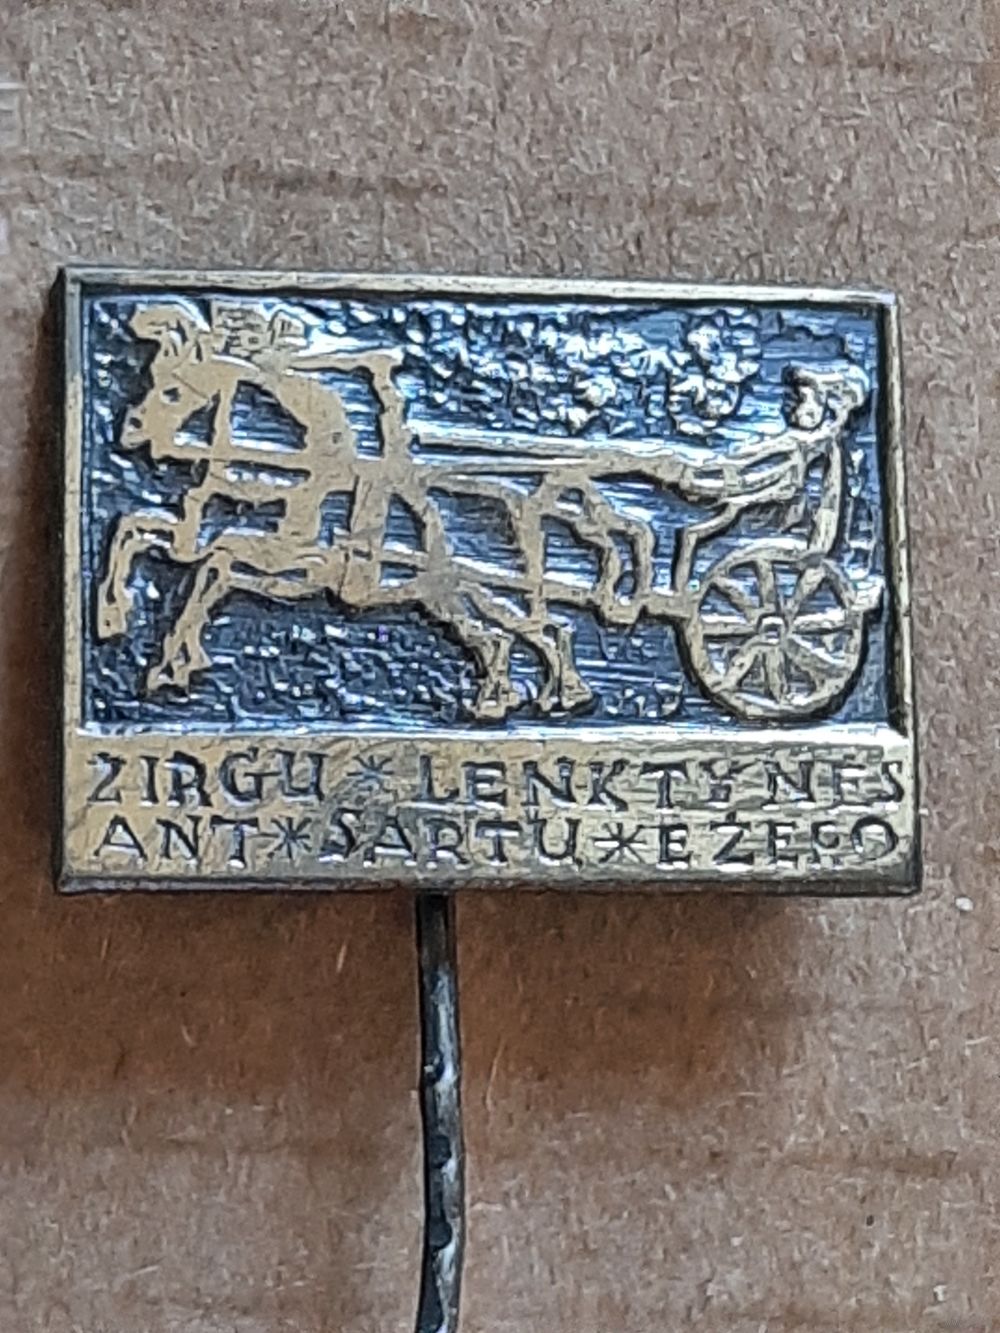 ZIRGU * LENKTYNES
ANT * SARTU * EŽERO